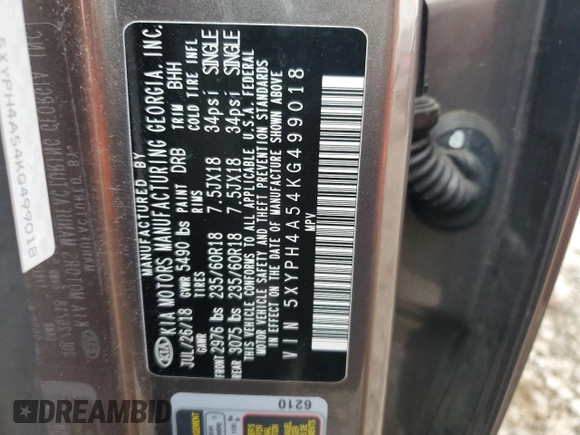 KIA
MANUFACTURED BY
KIA MOTORS MANUFACTURING GEORGIA, INC.
JUL/26/18 GVWR 5490 lbs PAINT DRB TRIM BHH
GAWR TIRES RIMS COLD TIRE INFL
FRONT 2976 lbs 235/60R18 7.5JX18 34psi SINGLE
REAR 3075 lbs 235/60R18 7.5JX18 34psi SINGLE
THIS VEHICLE CONFORMS TO ALL APPLICABLE U.S.A. FEDERAL
MOTOR VEHICLE SAFETY, THEFT PREVENTION STANDARDS
IN EFFECT ON THE DATE OF MANUFACTURE SHOWN ABOVE
VIN 5XYPH4A54KG499018
MPV
5XYPH4A54KG499018
6210
DREAMBID